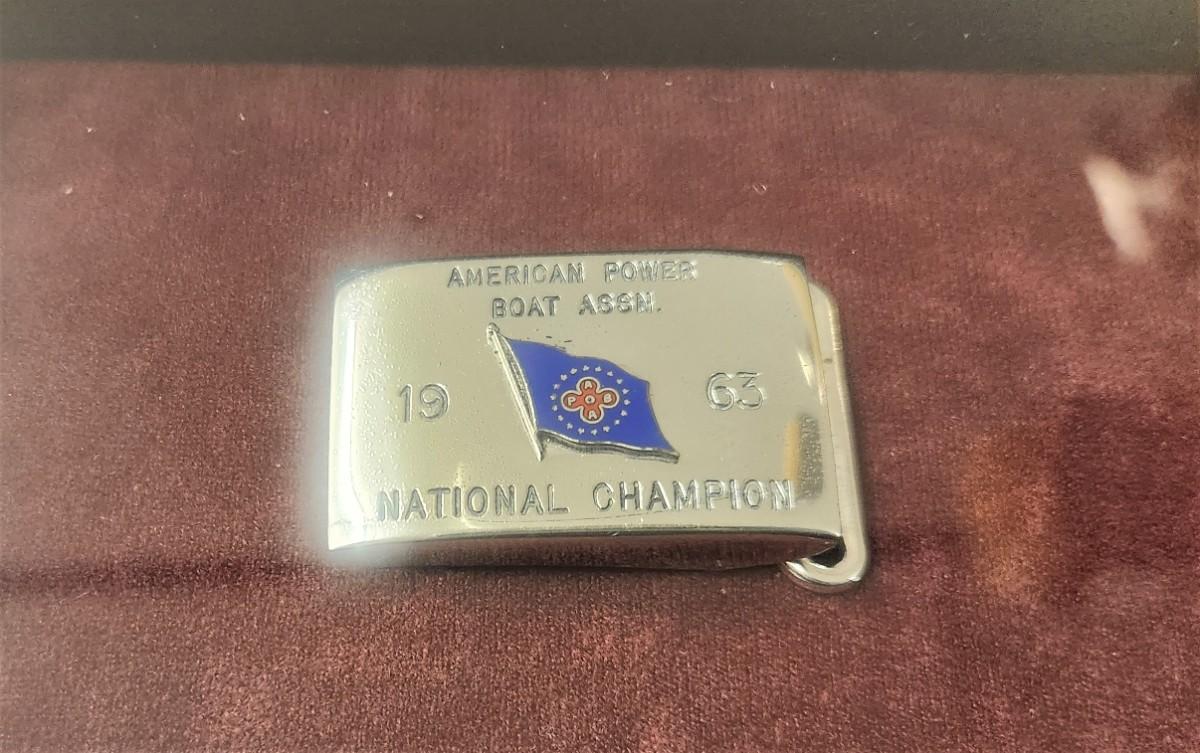 AMERICAN POWER
BOAT ASSN.
19 63
A
P O B
A
NATIONAL CHAMPION